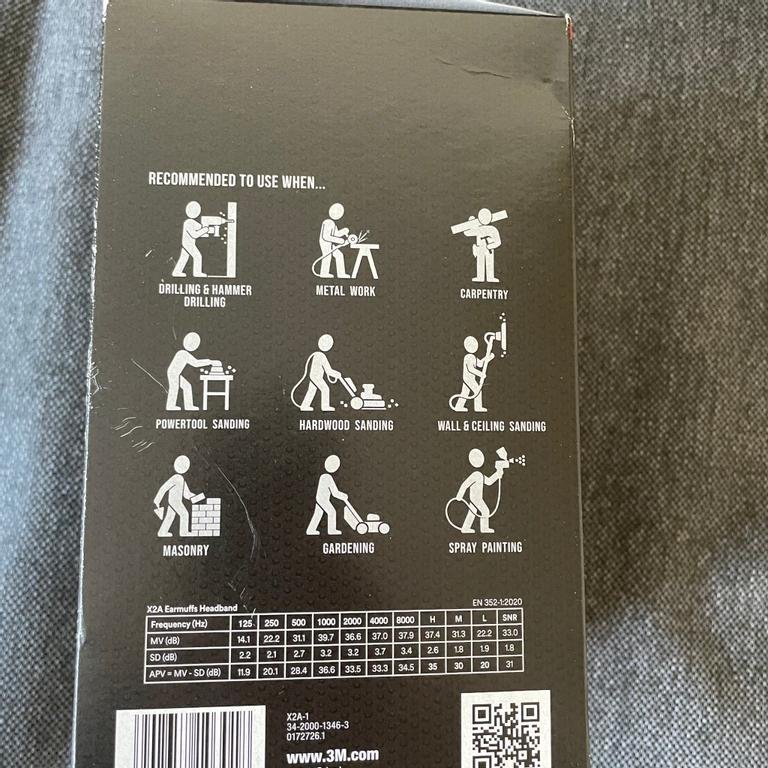 RECOMMENDED TO USE WHEN...
DRILLING & HAMMER
DRILLING
METAL WORK
CARPENTRY
POWERTOOL SANDING
HARDWOOD SANDING
WALL & CEILING SANDING
MASONRY
GARDENING
SPRAY PAINTING
X2A Earmuffs Headband EN 352-1:2020
Frequency (Hz) 125 250 500 1000 2000 4000 8000 H M L SNR
MV (dB) 14.1 22.2 31.1 39.7 36.6 37.0 37.9 37.4 31.3 22.2 33.0
SD (dB) 2.2 2.1 2.7 3.2 3.2 3.7 3.4 2.6 1.8 1.9 1.8
APV = MV - SD (dB) 11.9 20.1 28.4 36.6 33.5 33.3 34.5 35 30 20 31
X2A-1
34-2000-1346-3
0172726.1
www.3M.com